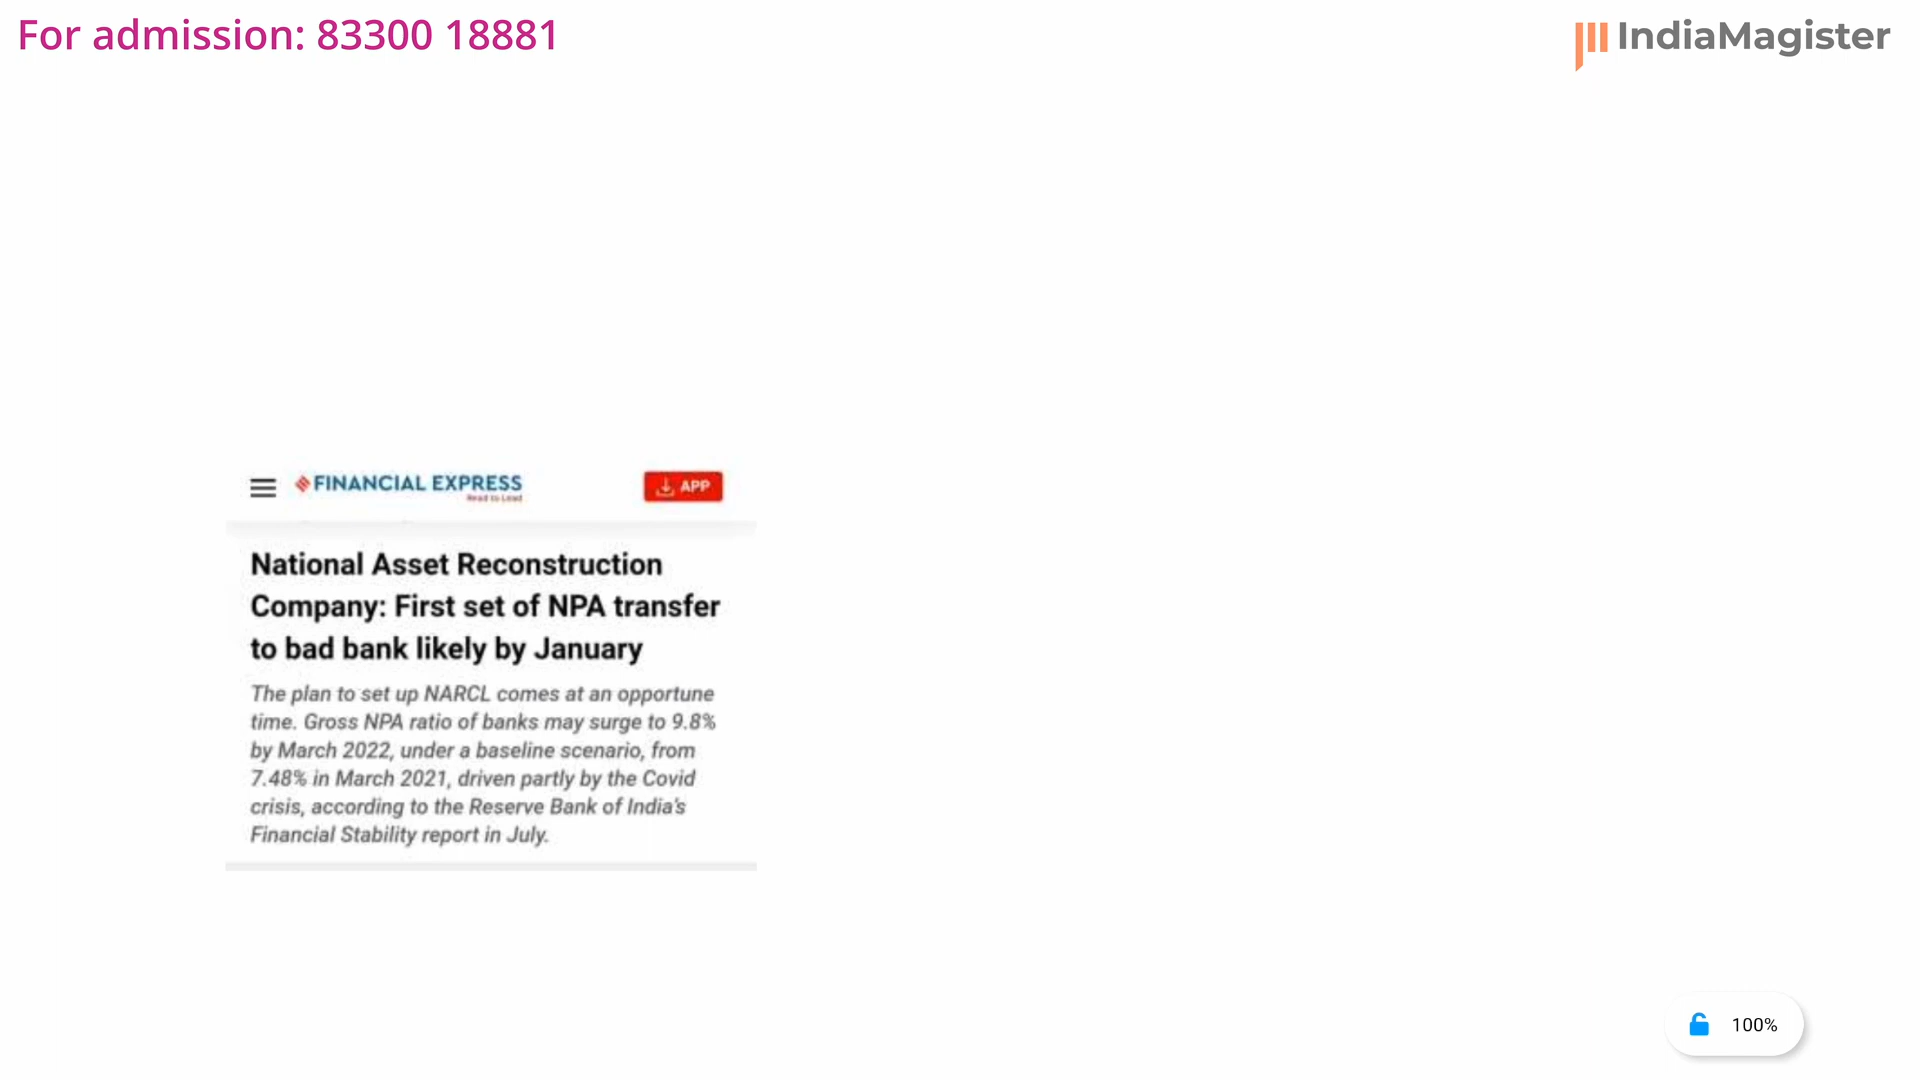 For admission: 83300 18881
IndiaMagister
FINANCIAL EXPRESS
Read to Lead
APP
National Asset Reconstruction
Company: First set of NPA transfer
to bad bank likely by January
The plan to set up NARCL comes at an opportune
time. Gross NPA ratio of banks may surge to 9.8%
by March 2022, under a baseline scenario, from
7.48% in March 2021, driven partly by the Covid
crisis, according to the Reserve Bank of India's
Financial Stability report in July.
100%